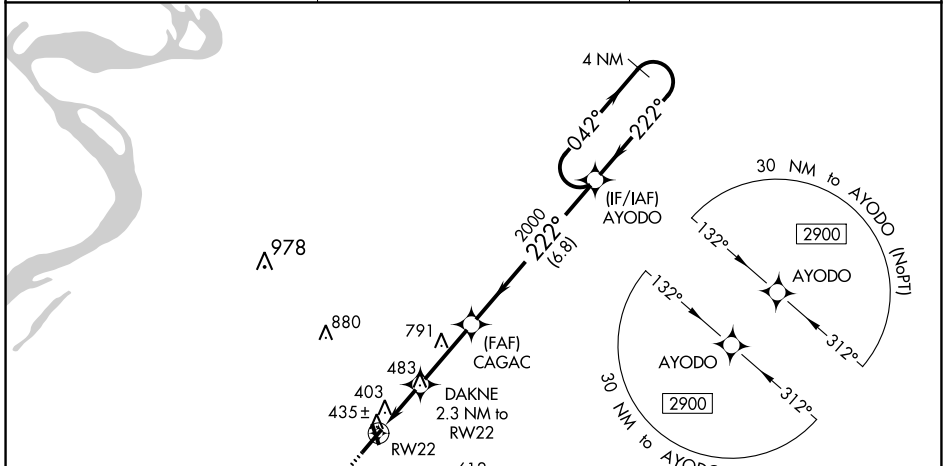 4 NM
042°
222°
(IF/IAF)
AYODO
2000
222°
(6.8)
30 NM to AYODO (NoPT)
132°
2900
AYODO
312°
978
880
791
(FAF)
CAGAC
483
DAKNE
2.3 NM to
RW22
403
435±
RW22
132°
AYODO
2900
312°
30 NM to